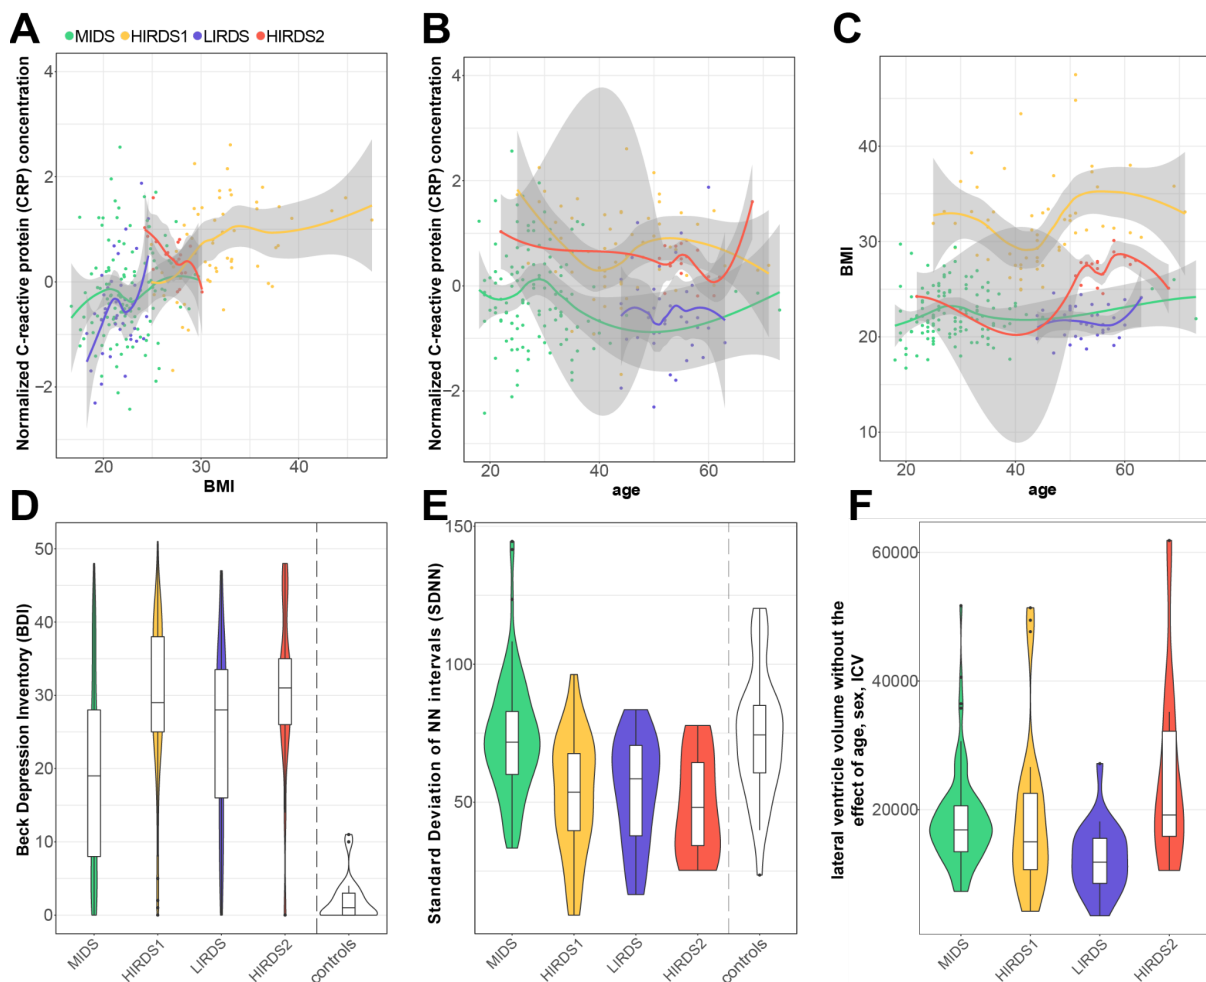 A
MIDS HIRDS1 LIRDS HIRDS2
Normalized C-reactive protein (CRP) concentration
4
2
0
−2
20 30 40
BMI
B
Normalized C-reactive protein (CRP) concentration
4
2
0
−2
20 40 60
age
C
BMI
40
30
20
10
20 40 60
age
D
Beck Depression Inventory (BDI)
50
40
30
20
10
0
MIDS HIRDS1 LIRDS HIRDS2 controls
E
Standard Deviation of NN intervals (SDNN)
150
100
50
MIDS HIRDS1 LIRDS HIRDS2 controls
F
lateral ventricle volume without the
effect of age, sex, ICV
60000
40000
20000
MIDS HIRDS1 LIRDS HIRDS2